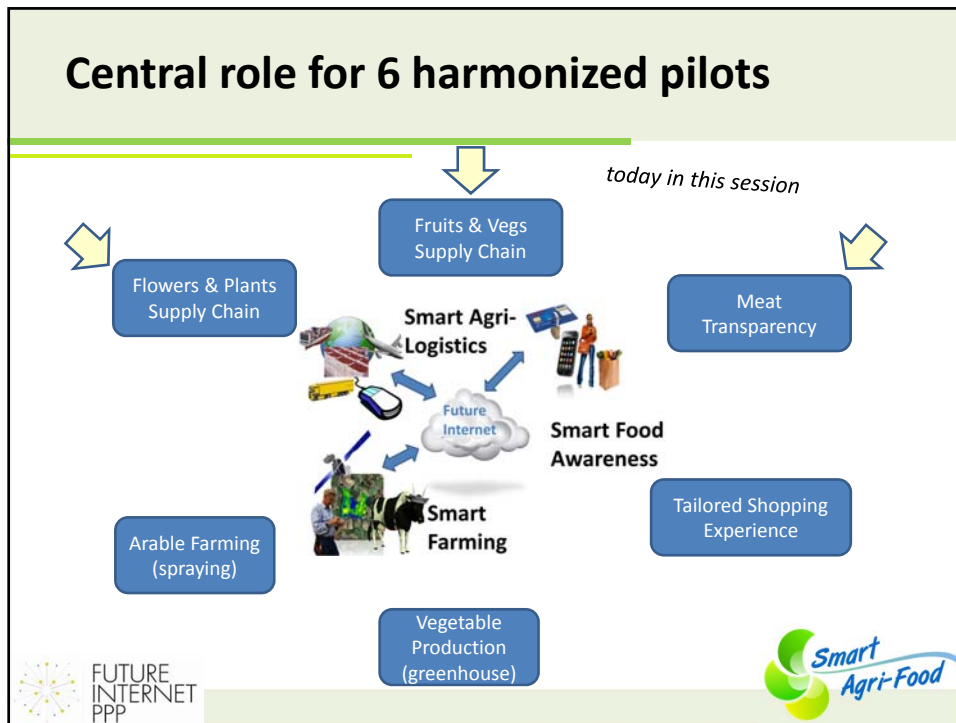 Central role for 6 harmonized pilots
today in this session
Fruits & Vegs
Supply Chain
Flowers & Plants
Supply Chain
Meat
Transparency
Smart Agri-
Logistics
Future
Internet
Smart Food
Awareness
Smart
Farming
Tailored Shopping
Experience
Arable Farming
(spraying)
Vegetable
Production
(greenhouse)
FUTURE
INTERNET
PPP
Smart
Agri-Food